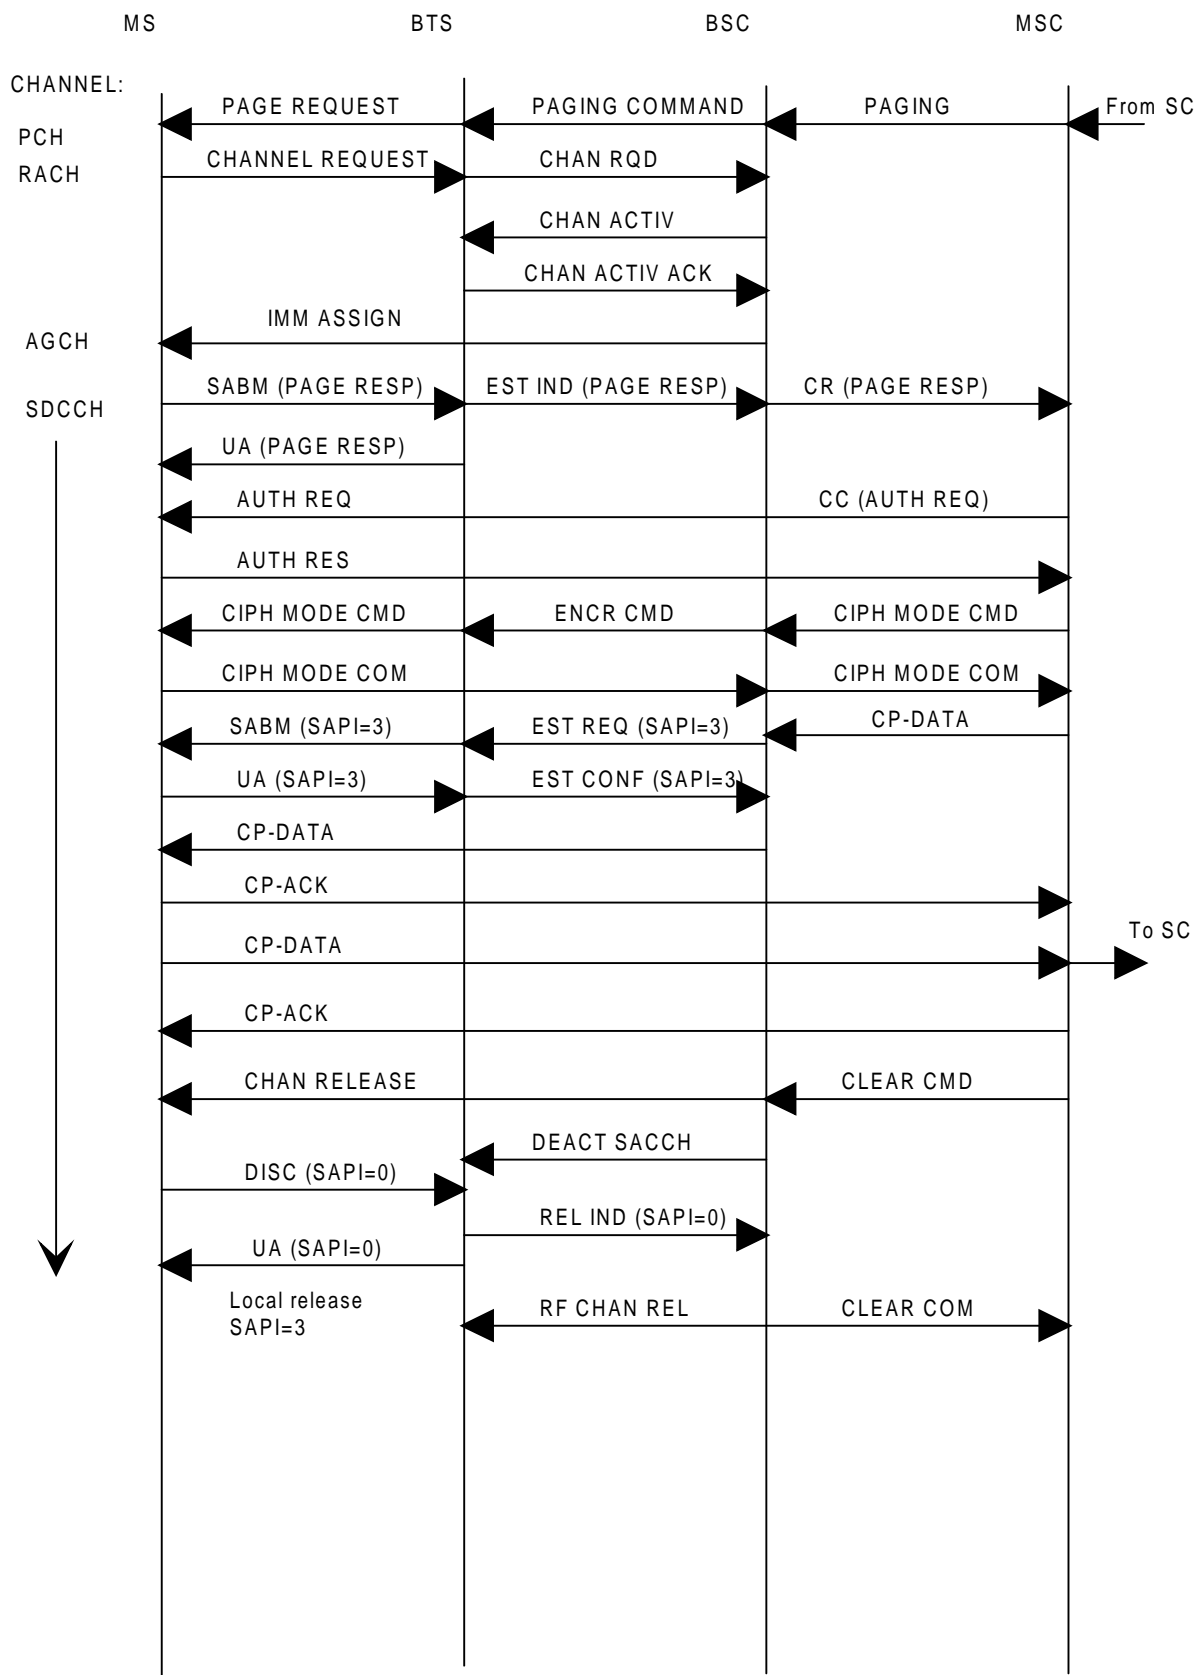 MS BTS BSC MSC
CHANNEL:
PAGE REQUEST PAGING COMMAND PAGING From SC
PCH
CHANNEL REQUEST CHAN RQD
RACH
CHAN ACTIV
CHAN ACTIV ACK
IMM ASSIGN
AGCH
SABM (PAGE RESP) EST IND (PAGE RESP) CR (PAGE RESP)
SDCCH
UA (PAGE RESP)
AUTH REQ CC (AUTH REQ)
AUTH RES
CIPH MODE CMD ENCR CMD CIPH MODE CMD
CIPH MODE COM CIPH MODE COM
SABM (SAPI=3) EST REQ (SAPI=3) CP-DATA
UA (SAPI=3) EST CONF (SAPI=3)
CP-DATA
CP-ACK
To SC
CP-DATA
CP-ACK
CHAN RELEASE CLEAR CMD
DEACT SACCH
DISC (SAPI=0)
REL IND (SAPI=0)
UA (SAPI=0)
Local release RF CHAN REL CLEAR COM
SAPI=3